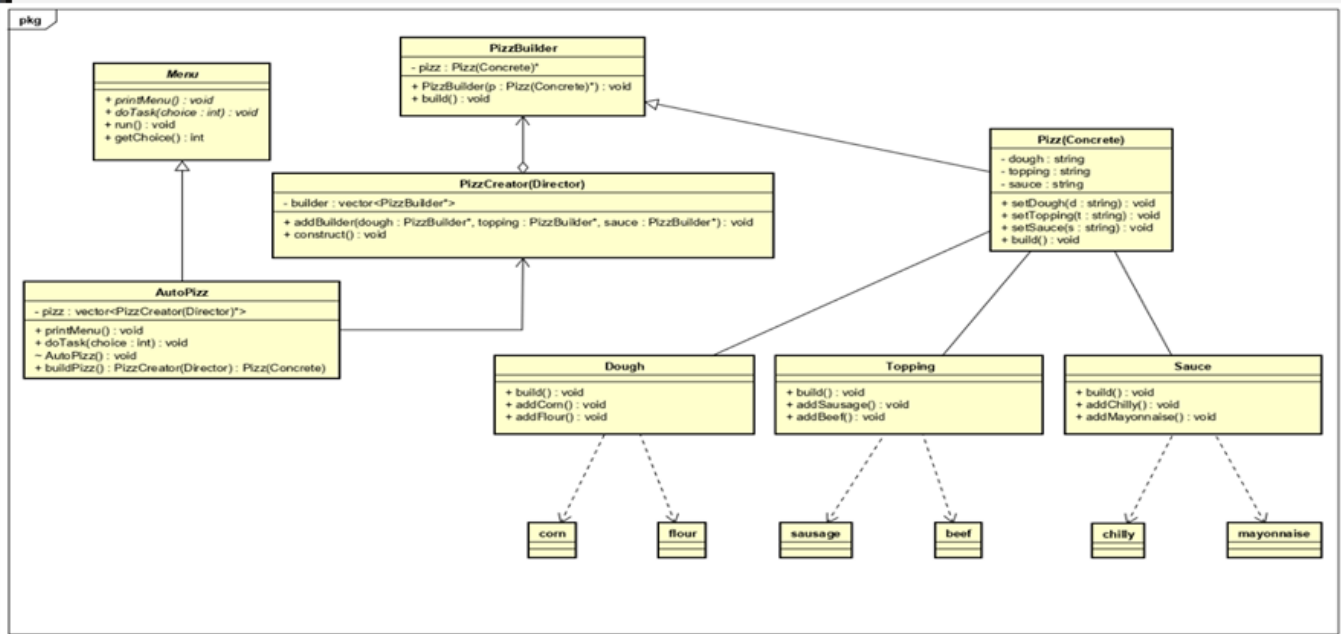 pkg
Menu
+ printMenu() : void
+ doTask(choice : int) : void
+ run() : void
+ getChoice() : int
PizzBuilder
- pizz : Pizz(Concrete)*
+ PizzBuilder(p : Pizz(Concrete)*) : void
+ build() : void
PizzCreator(Director)
- builder : vector<PizzBuilder*>
+ addBuilder(dough : PizzBuilder*, topping : PizzBuilder*, sauce : PizzBuilder*) : void
+ construct() : void
Pizz(Concrete)
- dough : string
- topping : string
- sauce : string
+ setDough(d : string) : void
+ setTopping(t : string) : void
+ setSauce(s : string) : void
+ build() : void
AutoPizz
- pizz : vector<PizzCreator(Director)*>
+ printMenu() : void
+ doTask(choice : int) : void
~ AutoPizz() : void
+ buildPizz() : PizzCreator(Director) : Pizz(Concrete)
Dough
+ build() : void
+ addCorn() : void
+ addFlour() : void
Topping
+ build() : void
+ addSausage() : void
+ addBeef() : void
Sauce
+ build() : void
+ addChilly() : void
+ addMayonnaise() : void
corn
flour
sausage
beef
chilly
mayonnaise